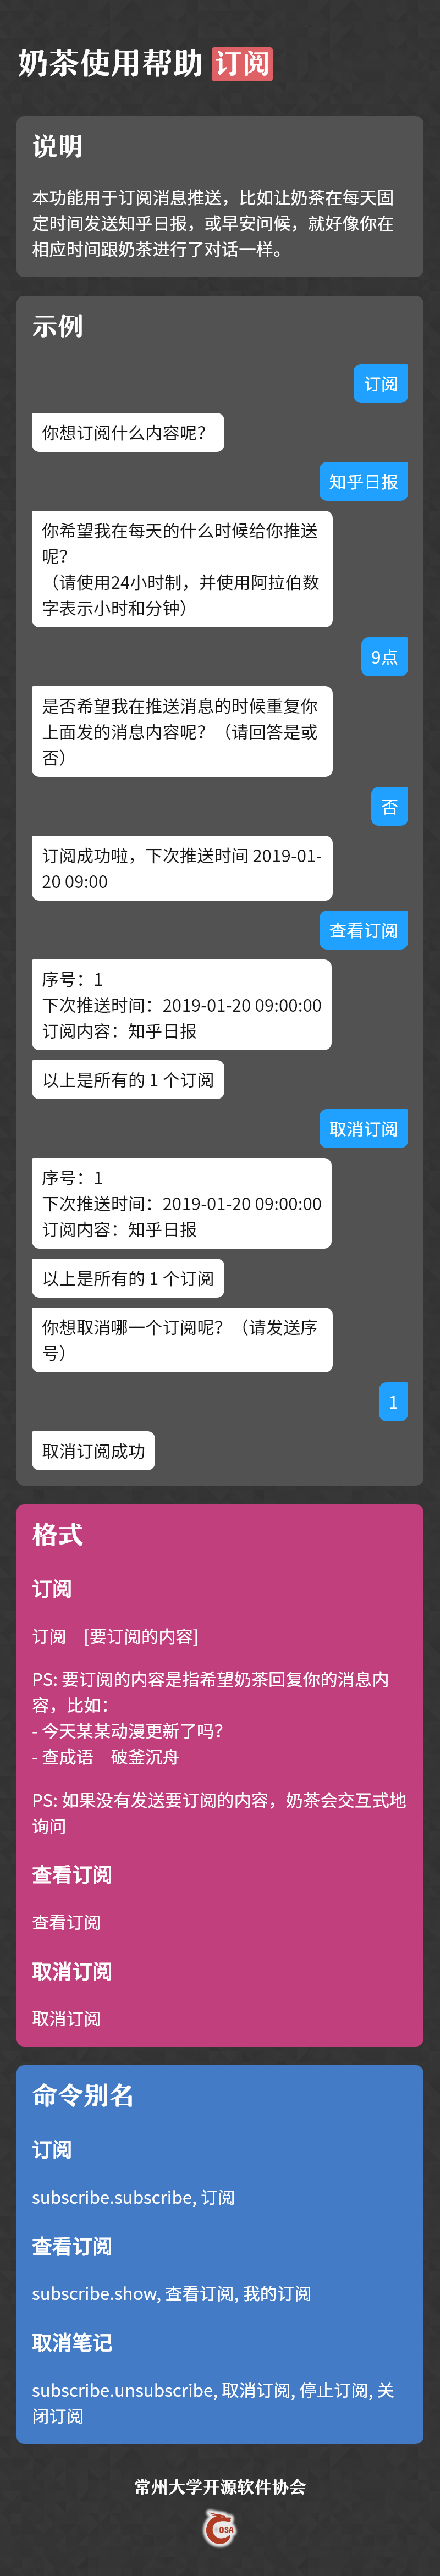 奶茶使用帮助 订阅
说明
本功能用于订阅消息推送，比如让奶茶在每天固
定时间发送知乎日报，或早安问候，就好像你在
相应时间跟奶茶进行了对话一样。
示例
订阅
你想订阅什么内容呢？
知乎日报
你希望我在每天的什么时候给你推送
呢？
（请使用24小时制，并使用阿拉伯数
字表示小时和分钟）
9点
是否希望我在推送消息的时候重复你
上面发的消息内容呢？（请回答是或
否）
否
订阅成功啦，下次推送时间 2019-01-
20 09:00
查看订阅
序号：1
下次推送时间：2019-01-20 09:00:00
订阅内容：知乎日报
以上是所有的 1 个订阅
取消订阅
序号：1
下次推送时间：2019-01-20 09:00:00
订阅内容：知乎日报
以上是所有的 1 个订阅
你想取消哪一个订阅呢？（请发送序
号）
1
取消订阅成功
格式
订阅
订阅　[要订阅的内容]
PS: 要订阅的内容是指希望奶茶回复你的消息内
容，比如：
- 今天某某动漫更新了吗？
- 查成语　破釜沉舟
PS: 如果没有发送要订阅的内容，奶茶会交互式地
询问
查看订阅
查看订阅
取消订阅
取消订阅
命令别名
订阅
subscribe.subscribe, 订阅
查看订阅
subscribe.show, 查看订阅, 我的订阅
取消笔记
subscribe.unsubscribe, 取消订阅, 停止订阅, 关
闭订阅
常州大学开源软件协会
OSA